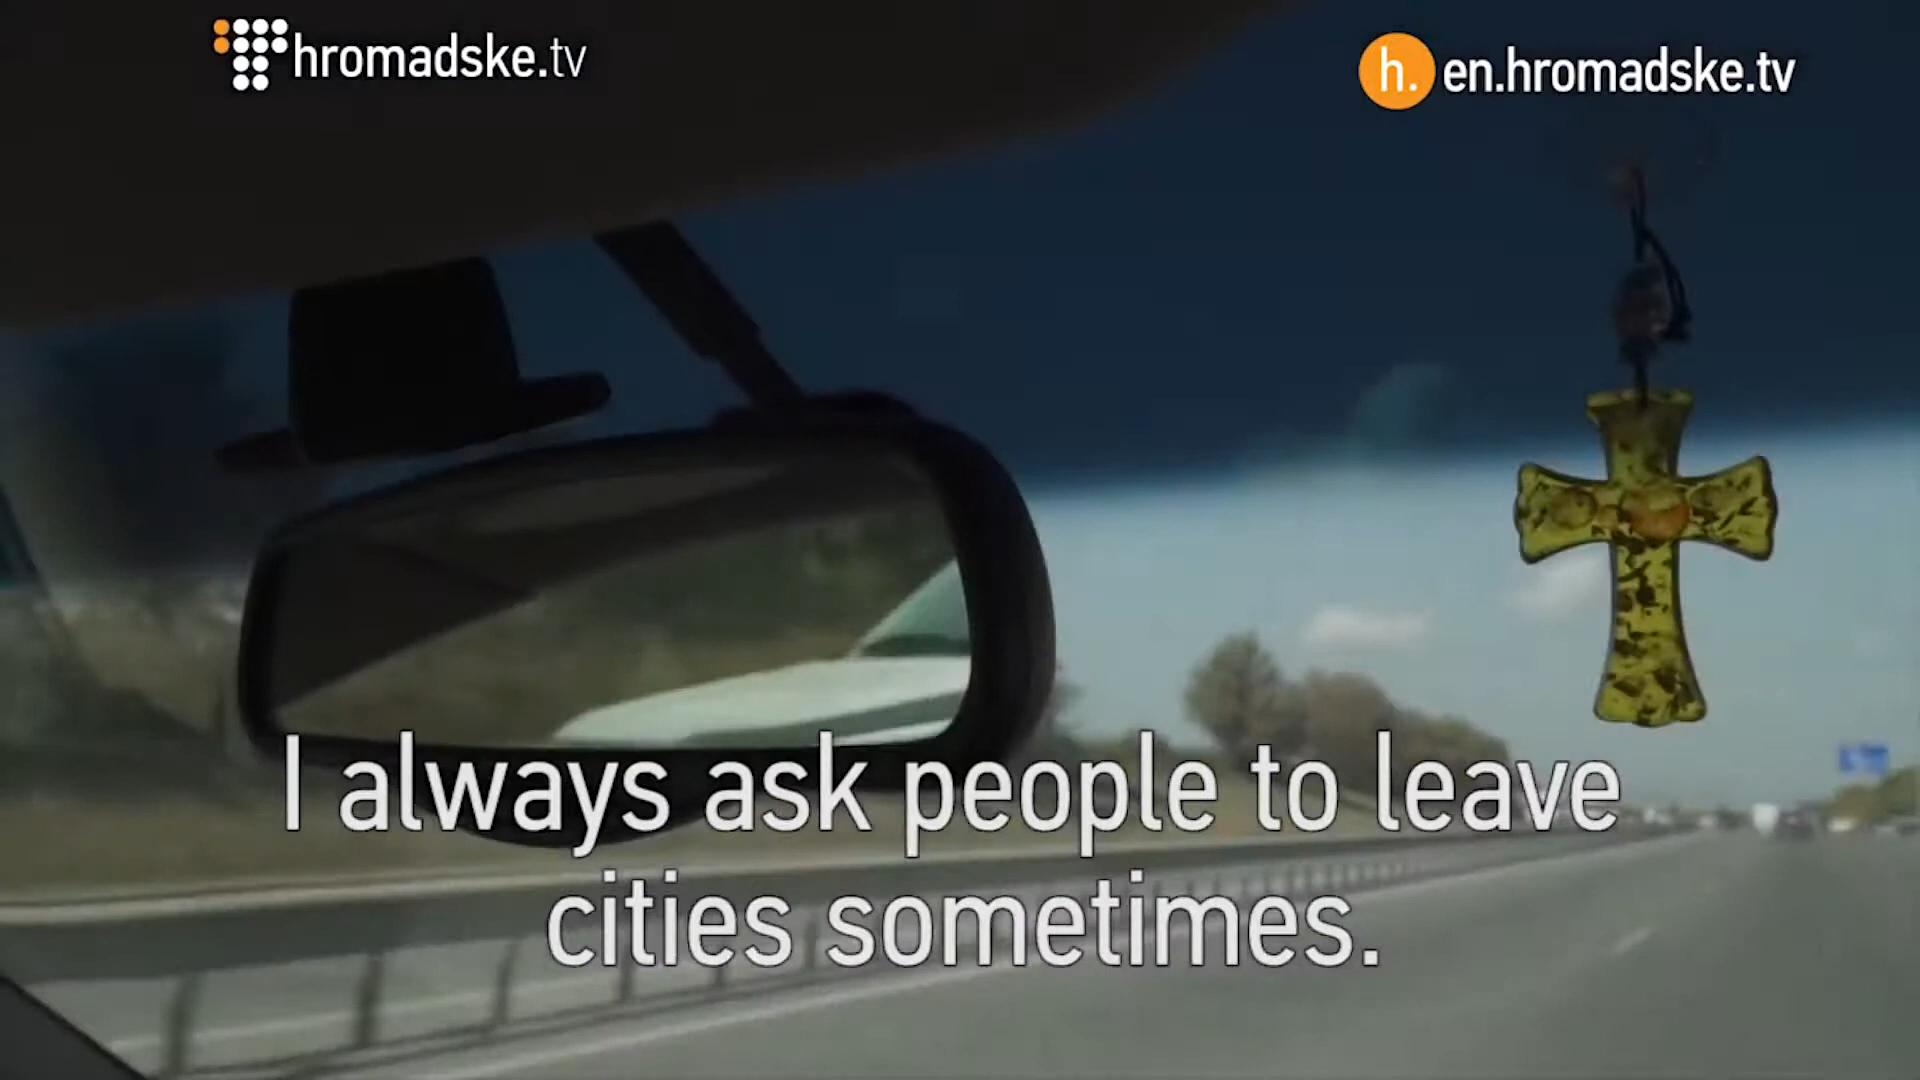 hromadske.tv
h. en.hromadske.tv
I always ask people to leave
cities sometimes.